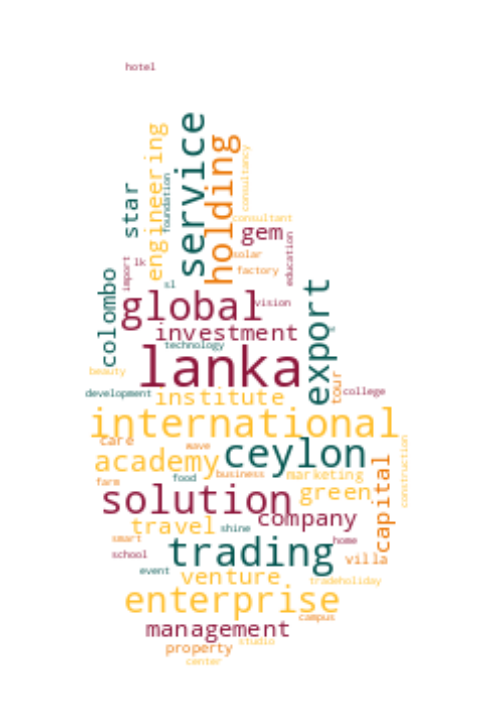 hotel
service
engineering
holding
consultancy
foundation
star
consultant
gem
education
solar
lk
import
factory
sl
colombo
export
global
vision
investment
technology
lanka
beauty
tour
college
development
institute
international
care
wave
ceylon
construction
academy
food
business
marketing
farm
capital
solution
green
company
travel
shine
smart
trading
home
school
villa
event
venture
tradeholiday
enterprise
campus
management
studio
property
center